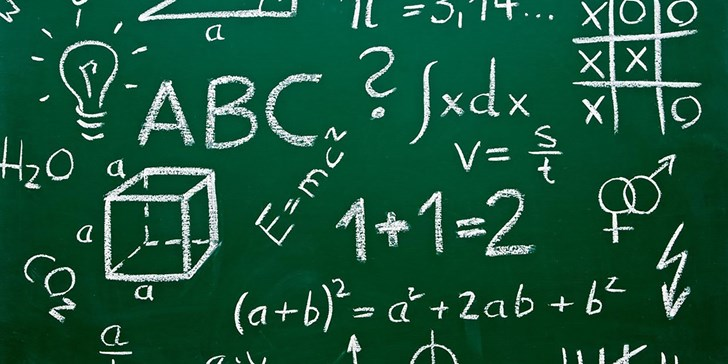 π = 3,14...
a
X O O
X X
X O
ABC
?
∫xdx
v = s/t
H₂O
a
a
a
E=mc²
1+1=2
CO₂
(a+b)² = a² + 2ab + b²
a